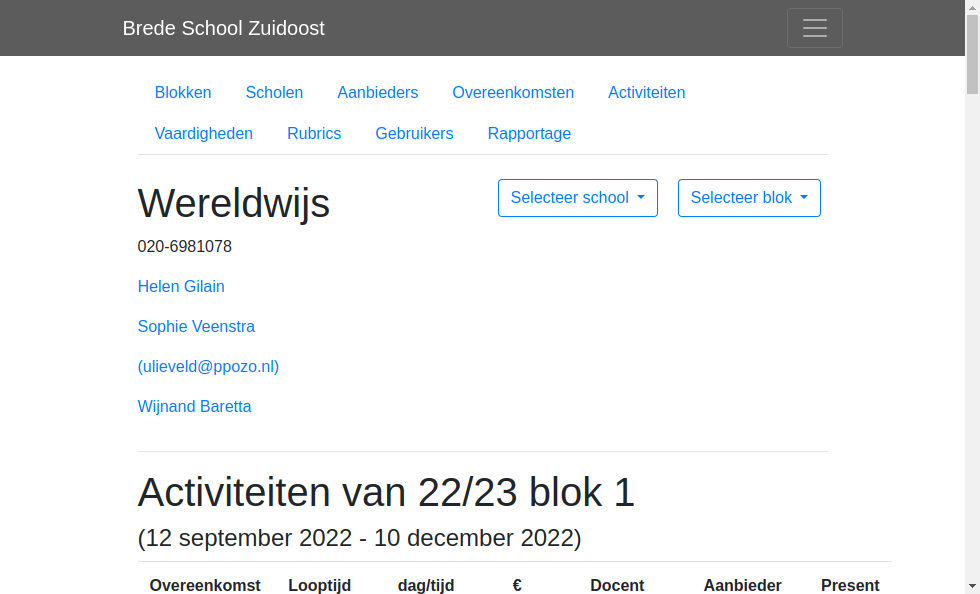 Brede School Zuidoost
Blokken Scholen Aanbieders Overeenkomsten Activiteiten
Vaardigheden Rubrics Gebruikers Rapportage
Wereldwijs Selecteer school Selecteer blok
020-6981078
Helen Gilain
Sophie Veenstra
(ulieveld@ppozo.nl)
Wijnand Baretta
Activiteiten van 22/23 blok 1
(12 september 2022 - 10 december 2022)
Overeenkomst Looptijd dag/tijd € Docent Aanbieder Present